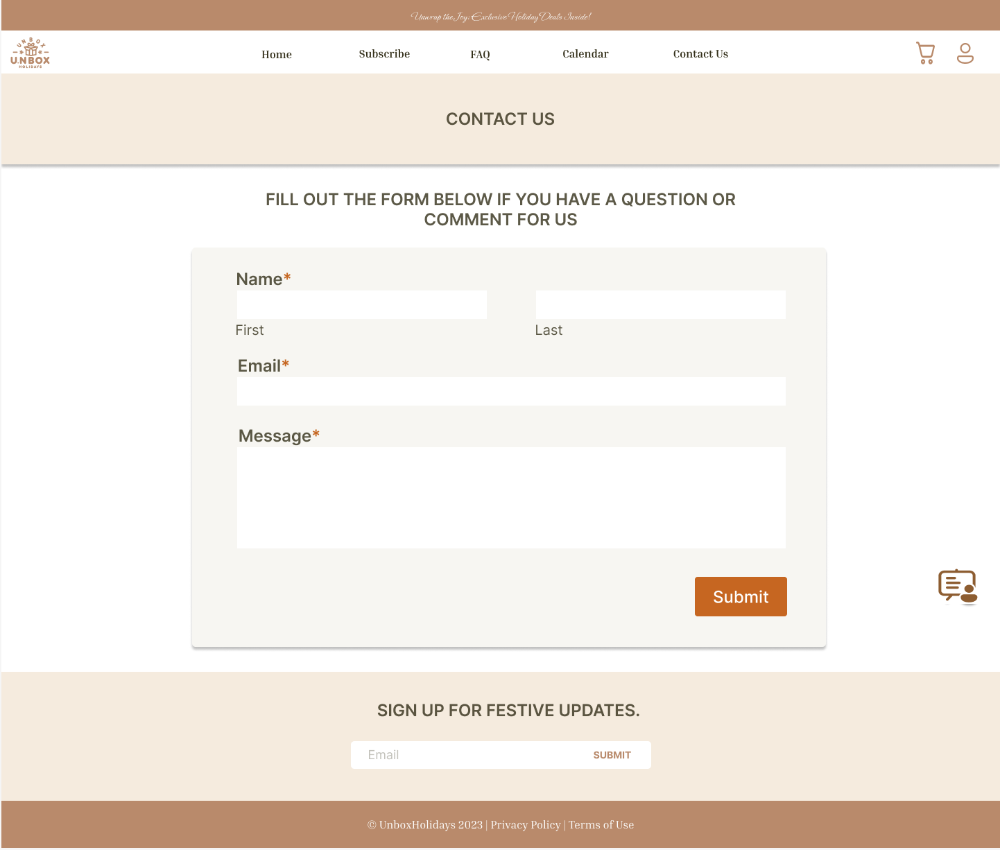 Unwrap the Joy: Exclusive Holiday Deals Inside!
UNBOX
U.NBOX
HOLIDAYS
Home Subscribe FAQ Calendar Contact Us
CONTACT US
FILL OUT THE FORM BELOW IF YOU HAVE A QUESTION OR
COMMENT FOR US
Name*
First Last
Email*
Message*
Submit
SIGN UP FOR FESTIVE UPDATES.
Email SUBMIT
© UnboxHolidays 2023 | Privacy Policy | Terms of Use